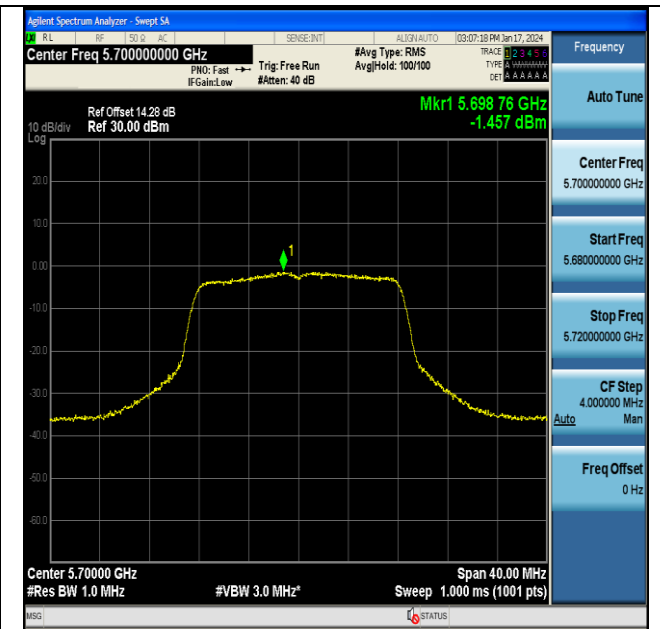 Agilent Spectrum Analyzer - Swept SA
RL RF 50 Ω AC SENSE:INT ALIGN AUTO 03:07:18 PM Jan 17, 2024
Center Freq 5.700000000 GHz
PNO: Fast
IFGain:Low
Trig: Free Run
#Atten: 40 dB
#Avg Type: RMS
Avg|Hold: 100/100
TRACE 1 2 3 4 5 6
TYPE A WWWWW
DET A A A A A A
Ref Offset 14.28 dB
Ref 30.00 dBm
10 dB/div
Log
Mkr1 5.698 76 GHz
-1.457 dBm
20.0
10.0
0.00
-10.0
-20.0
-30.0
-40.0
-50.0
-60.0
1
Center 5.70000 GHz
Span 40.00 MHz
#Res BW 1.0 MHz
#VBW 3.0 MHz*
Sweep 1.000 ms (1001 pts)
MSG
STATUS
Frequency
Auto Tune
Center Freq
5.700000000 GHz
Start Freq
5.680000000 GHz
Stop Freq
5.720000000 GHz
CF Step
4.000000 MHz
Auto Man
Freq Offset
0 Hz